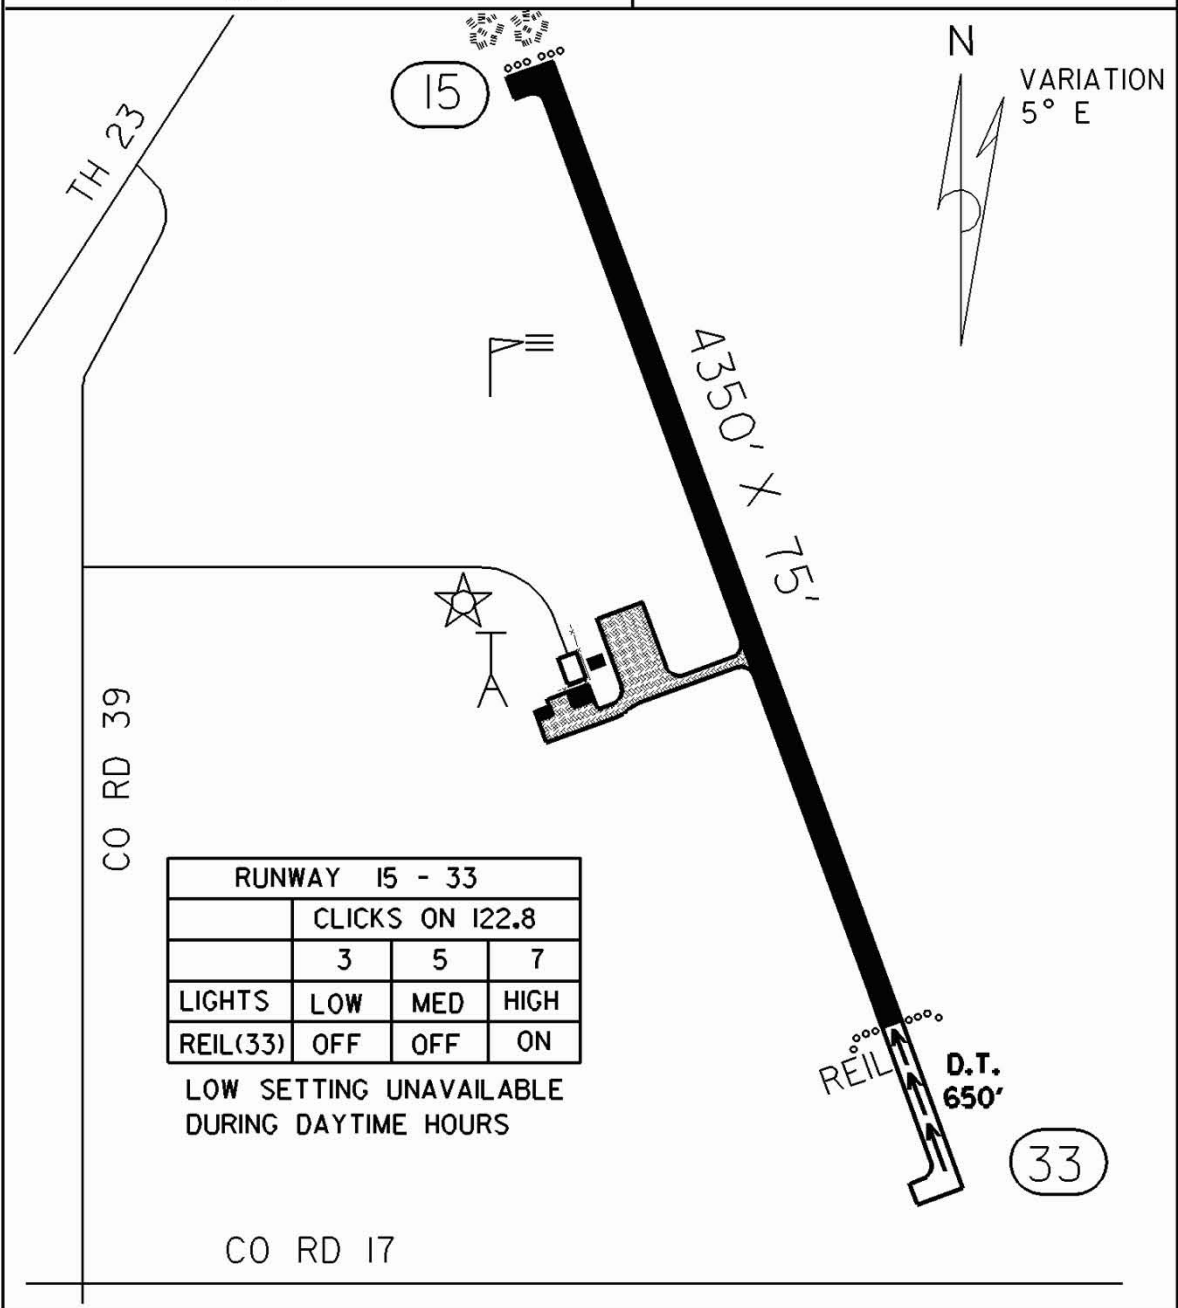 N
VARIATION
5° E
15
TH 23
4350' X 75'
CO RD 39
RUNWAY 15 - 33
CLICKS ON 122.8
3 5 7
LIGHTS LOW MED HIGH
REIL(33) OFF OFF ON
LOW SETTING UNAVAILABLE
DURING DAYTIME HOURS
REIL
D.T.
650'
33
CO RD 17